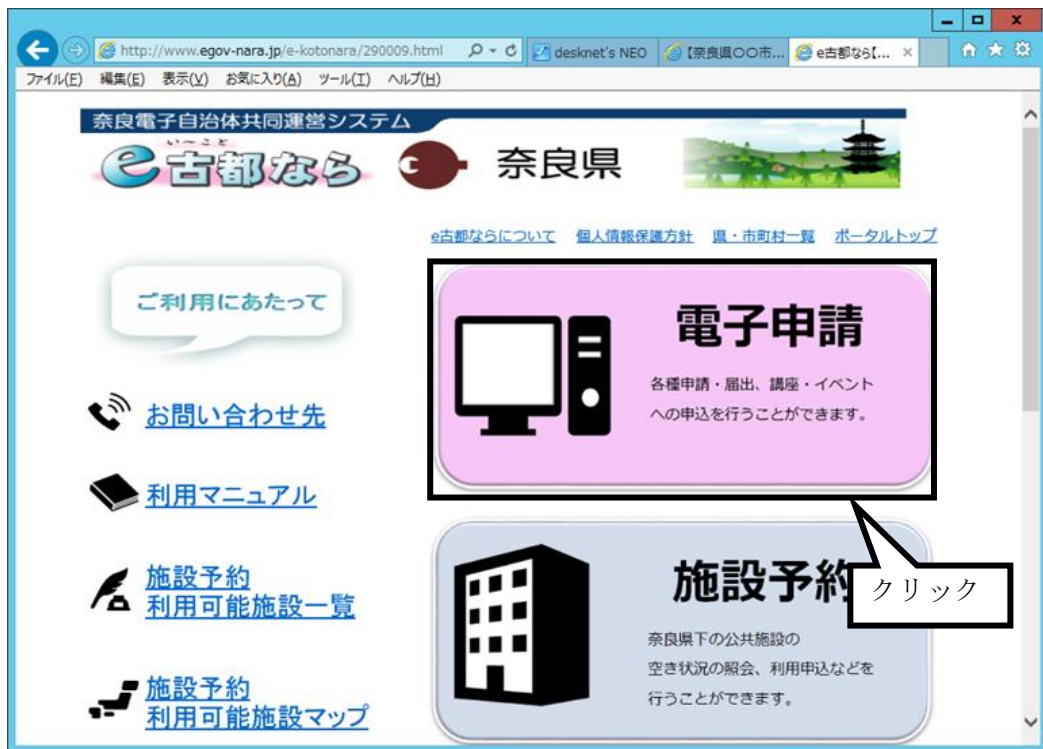 http://www.egov-nara.jp/e-kotonara/290009.html
desknet's NEO
【奈良県〇〇市...
e古都なら[...
ファイル(F) 編集(E) 表示(V) お気に入り(A) ツール(T) ヘルプ(H)
奈良電子自治体共同運営システム
い〜こと
e古都なら
奈良県
e古都ならについて 個人情報保護方針 県・市町村一覧 ポータルトップ
ご利用にあたって
お問い合わせ先
利用マニュアル
施設予約
利用可能施設一覧
施設予約
利用可能施設マップ
電子申請
各種申請・届出、講座・イベント
への申込を行うことができます。
クリック
施設予約
奈良県下の公共施設の
空き状況の照会、利用申込などを
行うことができます。